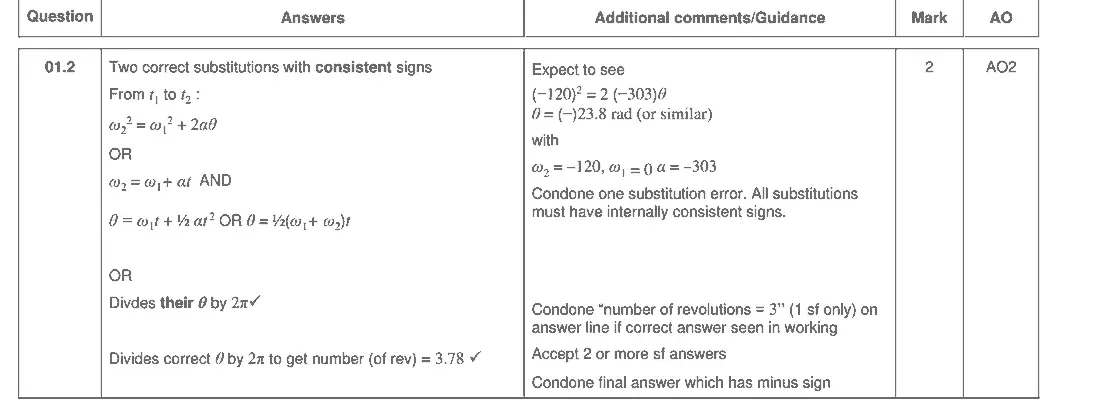 Question Answers Additional comments/Guidance Mark AO
01.2 Two correct substitutions with consistent signs
From t₁ to t₂ :
ω₂² = ω₁² + 2αθ
OR
ω₂ = ω₁+ αt AND
θ = ω₁t + ½ αt² OR θ = ½(ω₁+ ω₂)t
OR
Divdes their θ by 2π✓
Divides correct θ by 2π to get number (of rev) = 3.78 ✓
Expect to see
(−120)² = 2 (−303)θ
θ = (−)23.8 rad (or similar)
with
ω₂ = −120, ω₁ = 0 α = −303
Condone one substitution error. All substitutions
must have internally consistent signs.
Condone “number of revolutions = 3” (1 sf only) on
answer line if correct answer seen in working
Accept 2 or more sf answers
Condone final answer which has minus sign
2 AO2